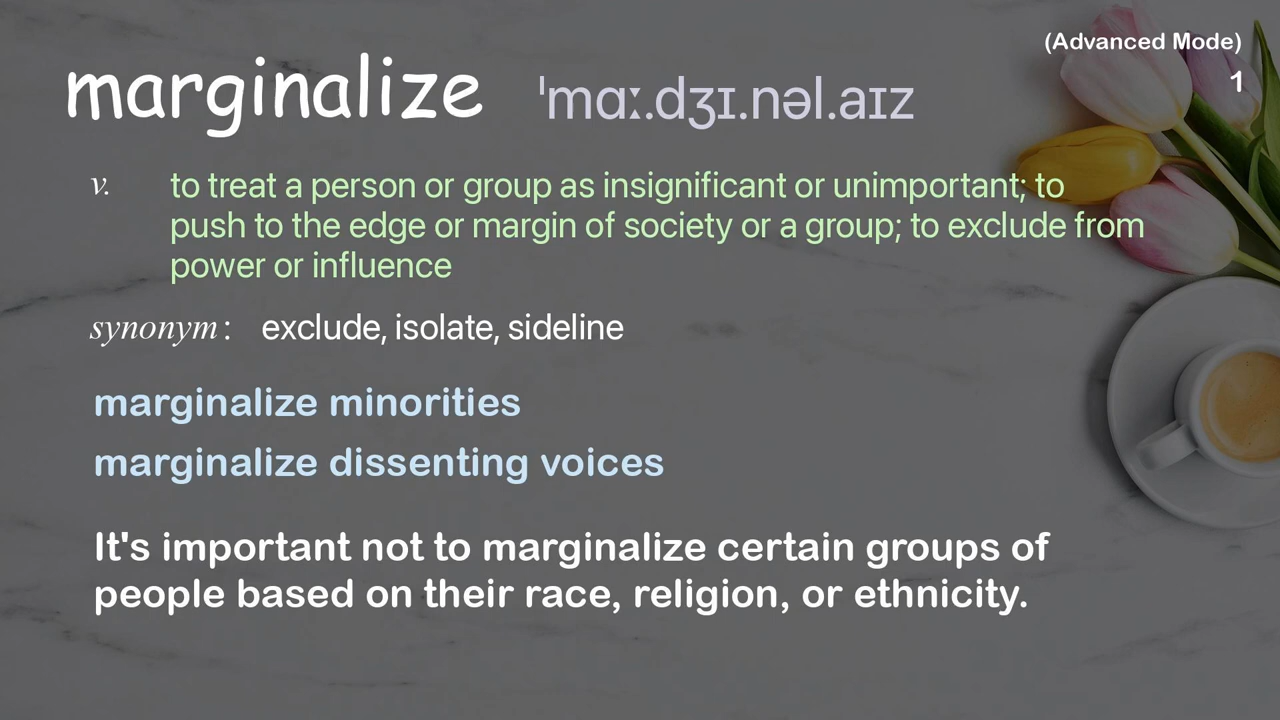 (Advanced Mode)
marginalize ˈmɑː.dʒɪ.nəl.aɪz
1
v. to treat a person or group as insignificant or unimportant; to
push to the edge or margin of society or a group; to exclude from
power or influence
synonym: exclude, isolate, sideline
marginalize minorities
marginalize dissenting voices
It's important not to marginalize certain groups of
people based on their race, religion, or ethnicity.